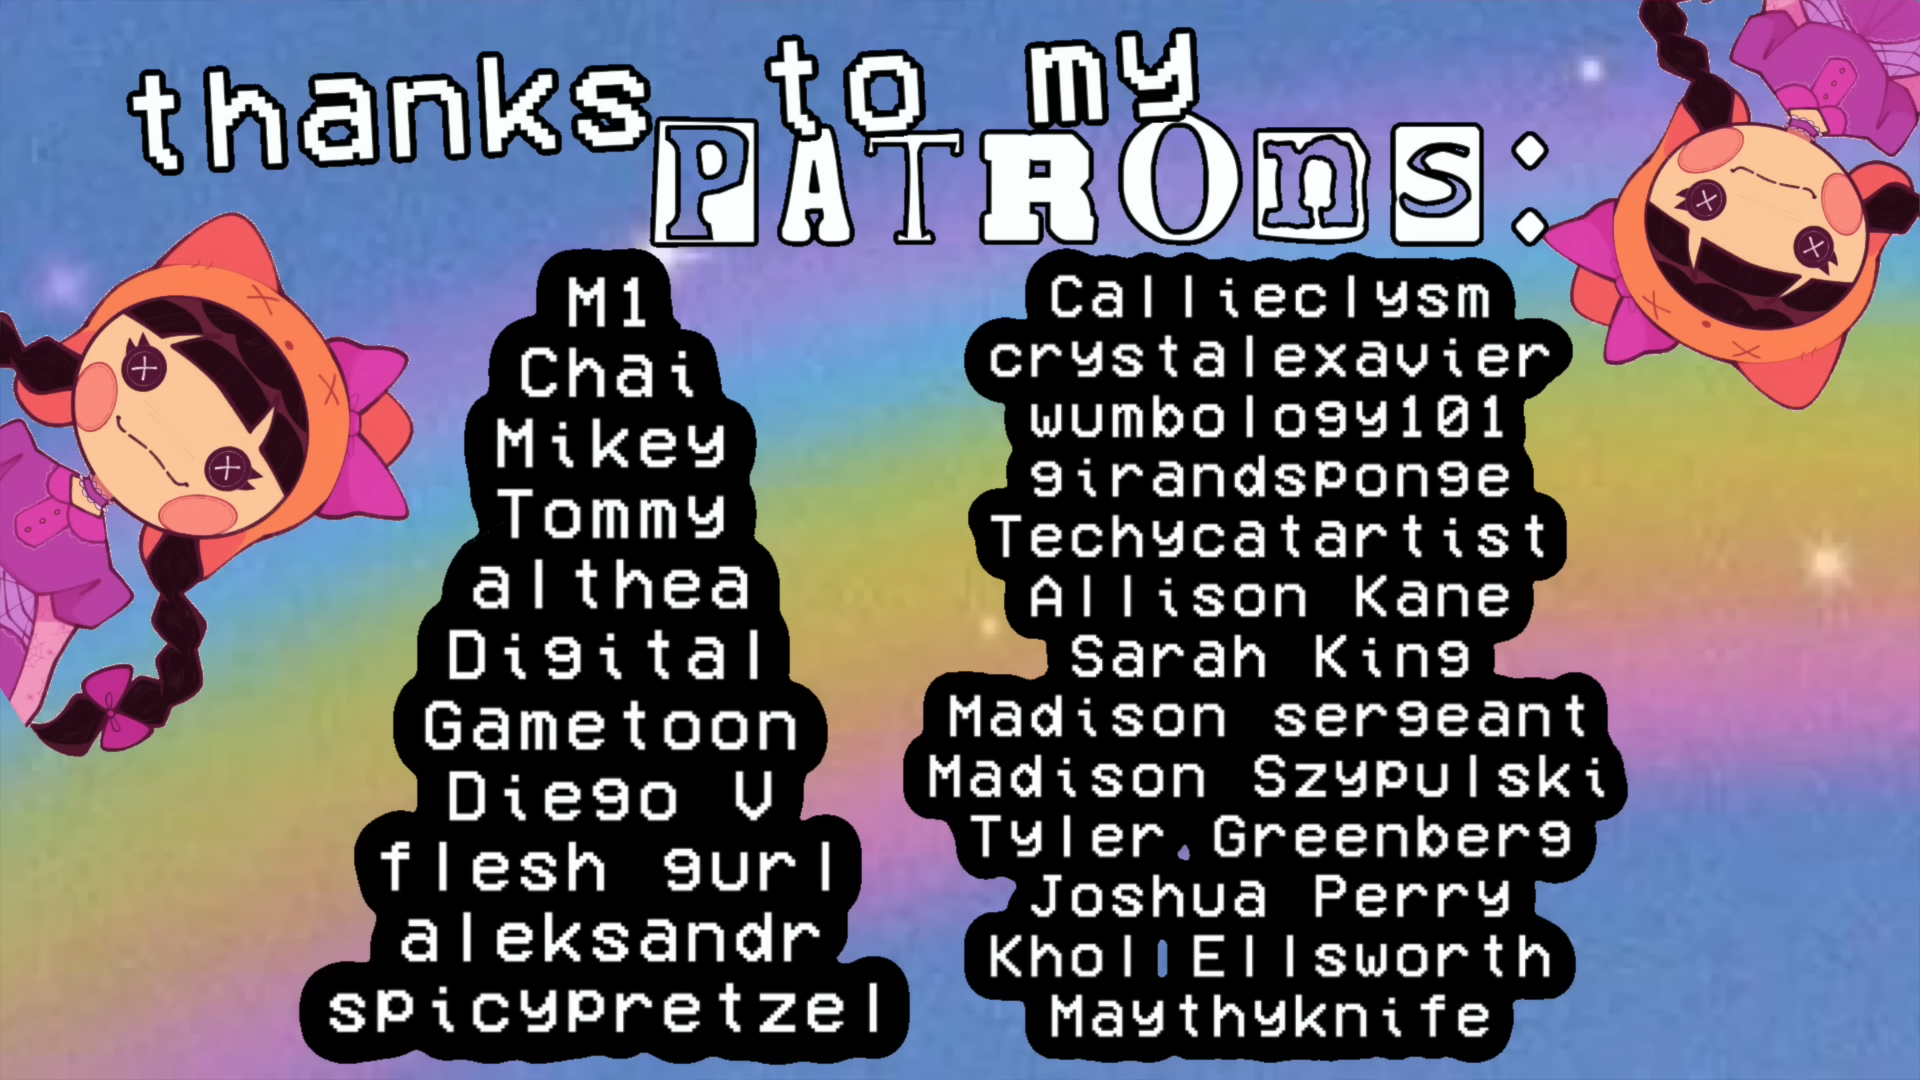 thanks to my
PATROns:
M1
Chai
Mikey
Tommy
althea
Digital
Gametoon
Diego V
flesh gurl
aleksandr
spicypretzel
Callieclysm
crystalexavier
wumbology101
girandsponge
Techycatartist
Allison Kane
Sarah King
Madison sergeant
Madison Szypulski
Tyler Greenberg
Joshua Perry
Khol Ellsworth
Maythyknife